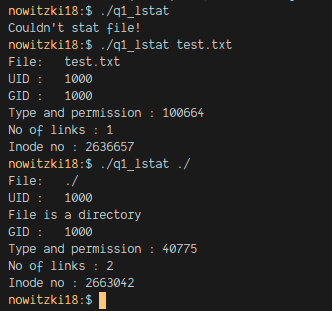 nowitzki18:$ ./q1_lstat
Couldn't stat file!
nowitzki18:$ ./q1_lstat test.txt
File:   test.txt
UID :   1000
GID :   1000
Type and permission : 100664
No of links : 1
Inode no : 2636657
nowitzki18:$ ./q1_lstat ./
File:   ./
UID :   1000
File is a directory
GID :   1000
Type and permission : 40775
No of links : 2
Inode no : 2663042
nowitzki18:$